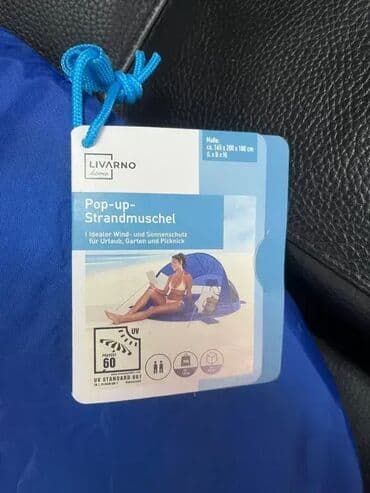 Maße:
ca. 145 x 200 x 100 cm
(L x B x H)
LIVARNO
home
Pop-up-
Strandmuschel
Idealer Wind- und Sonnenschutz
für Urlaub, Garten und Picknick
UV
60
UV STANDARD 801